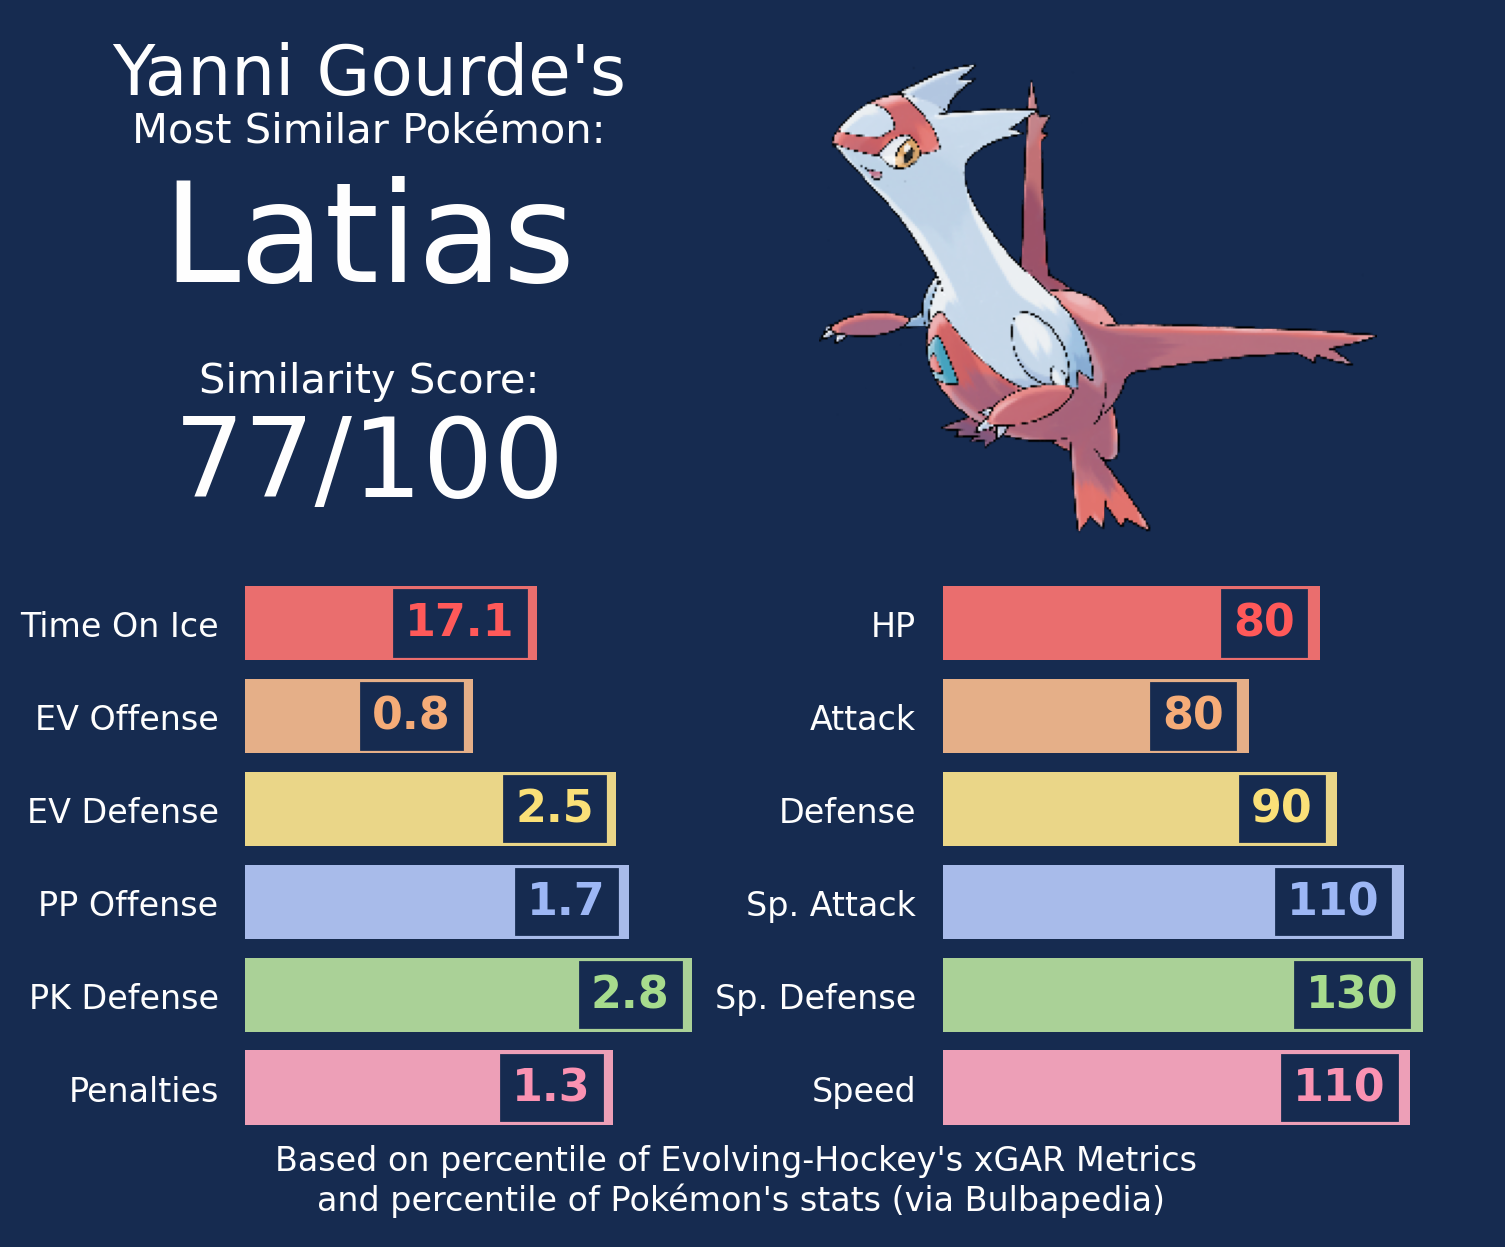 Yanni Gourde's
Most Similar Pokémon:
Latias
Similarity Score:
77/100
Time On Ice 17.1
EV Offense 0.8
EV Defense 2.5
PP Offense 1.7
PK Defense 2.8
Penalties 1.3
HP 80
Attack 80
Defense 90
Sp. Attack 110
Sp. Defense 130
Speed 110
Based on percentile of Evolving-Hockey's xGAR Metrics
and percentile of Pokémon's stats (via Bulbapedia)